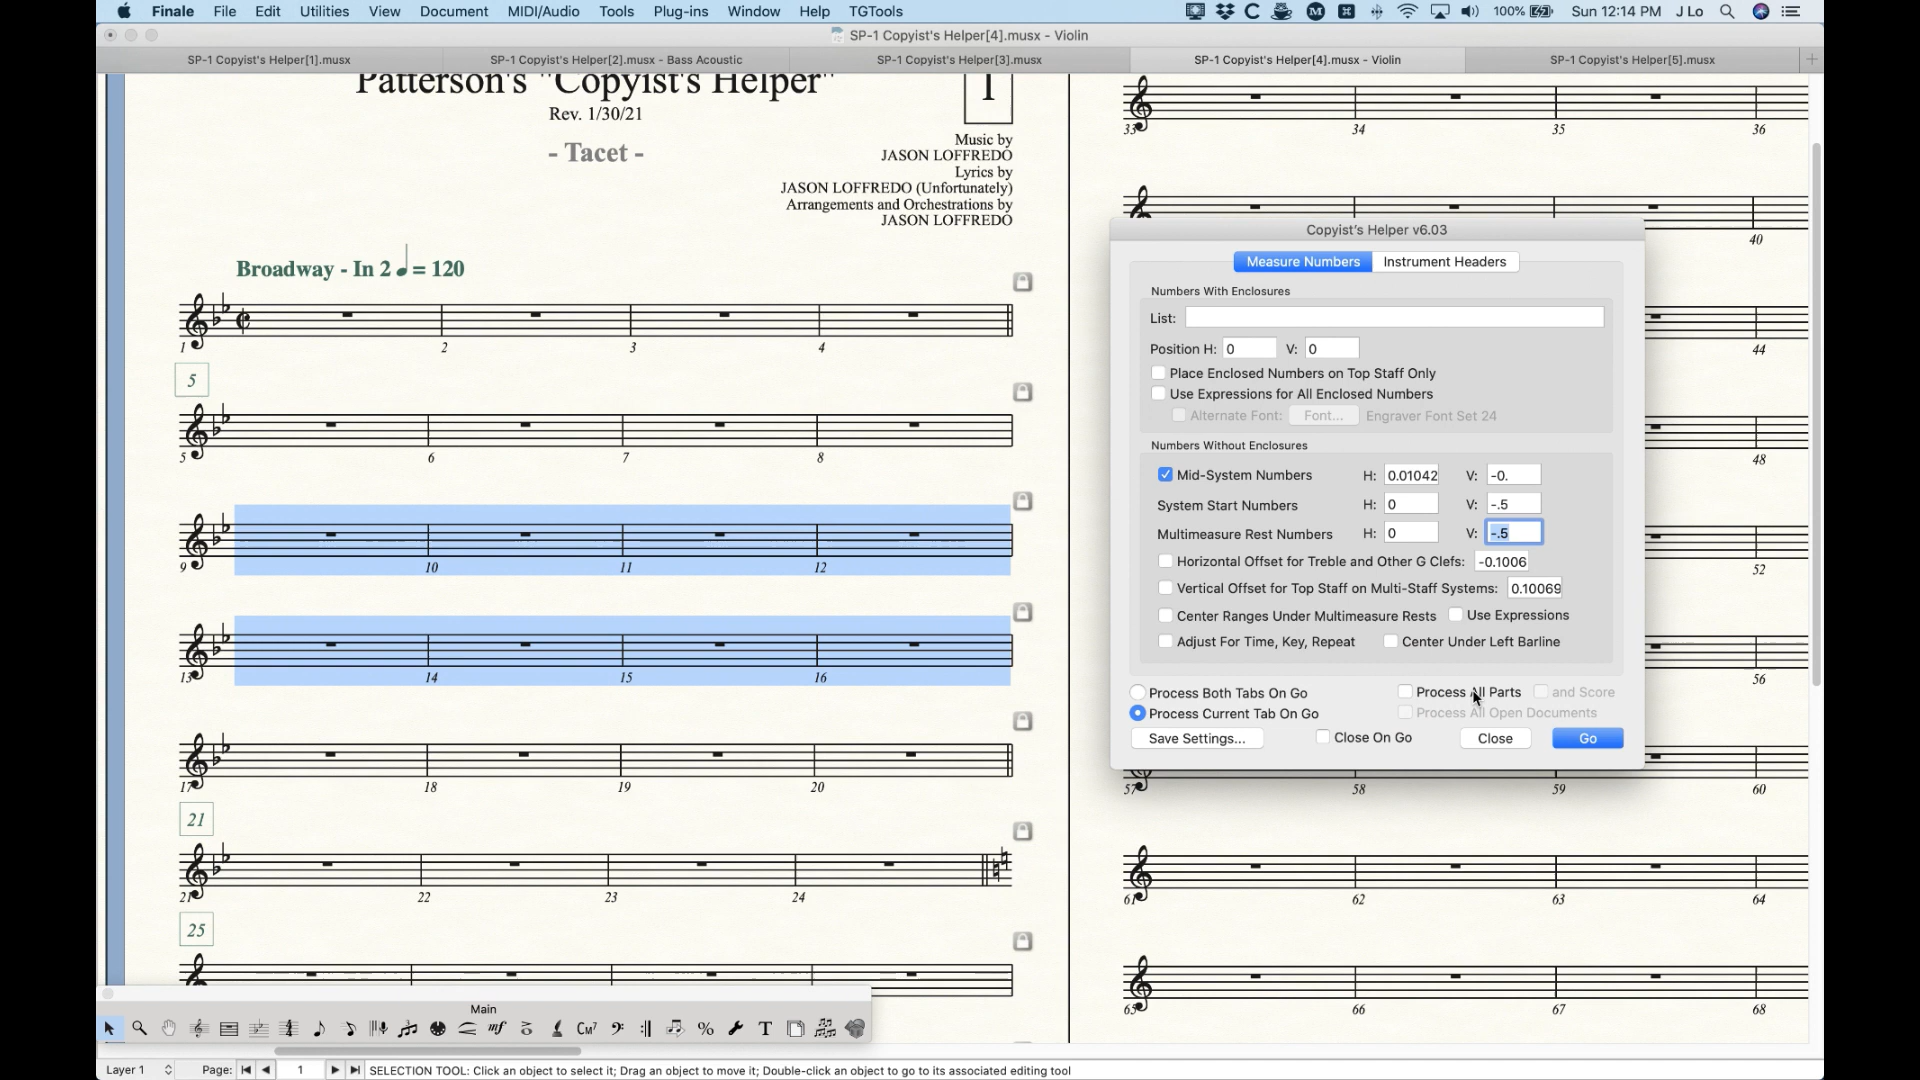 Finale File Edit Utilities View Document MIDI/Audio Tools Plug-ins Window Help TGTools 100% Sun 12:14 PM J Lo
SP-1 Copyist's Helper[4].musx - Violin
SP-1 Copyist's Helper[1].musx
SP-1 Copyist's Helper[2].musx - Bass Acoustic
SP-1 Copyist's Helper[3].musx
SP-1 Copyist's Helper[4].musx - Violin
SP-1 Copyist's Helper[5].musx
Patterson's "Copyist's Helper"
1
Rev. 1/30/21
- Tacet -
Music by
JASON LOFFREDO
Lyrics by
JASON LOFFREDO (Unfortunately)
Arrangements and Orchestrations by
JASON LOFFREDO
Broadway - In 2 ♩= 120
1 2 3 4
5
5 6 7 8
9 10 11 12
13 14 15 16
17 18 19 20
21
21 22 23 24
25
33 34 35 36
40
44
48
52
56
57 58 59 60
61 62 63 64
65 66 67 68
Copyist's Helper v6.03
Measure Numbers Instrument Headers
Numbers With Enclosures
List:
Position H: 0 V: 0
Place Enclosed Numbers on Top Staff Only
Use Expressions for All Enclosed Numbers
Alternate Font: Font... Engraver Font Set 24
Numbers Without Enclosures
Mid-System Numbers H: 0.01042 V: -0.
System Start Numbers H: 0 V: -.5
Multimeasure Rest Numbers H: 0 V: -.5
Horizontal Offset for Treble and Other G Clefs: -0.1006
Vertical Offset for Top Staff on Multi-Staff Systems: 0.10069
Center Ranges Under Multimeasure Rests Use Expressions
Adjust For Time, Key, Repeat Center Under Left Barline
Process Both Tabs On Go Process All Parts and Score
Process Current Tab On Go Process All Open Documents
Save Settings... Close On Go Close Go
Main
mf CM7 %  T
Layer 1 Page: 1 SELECTION TOOL: Click an object to select it; Drag an object to move it; Double-click an object to go to its associated editing tool